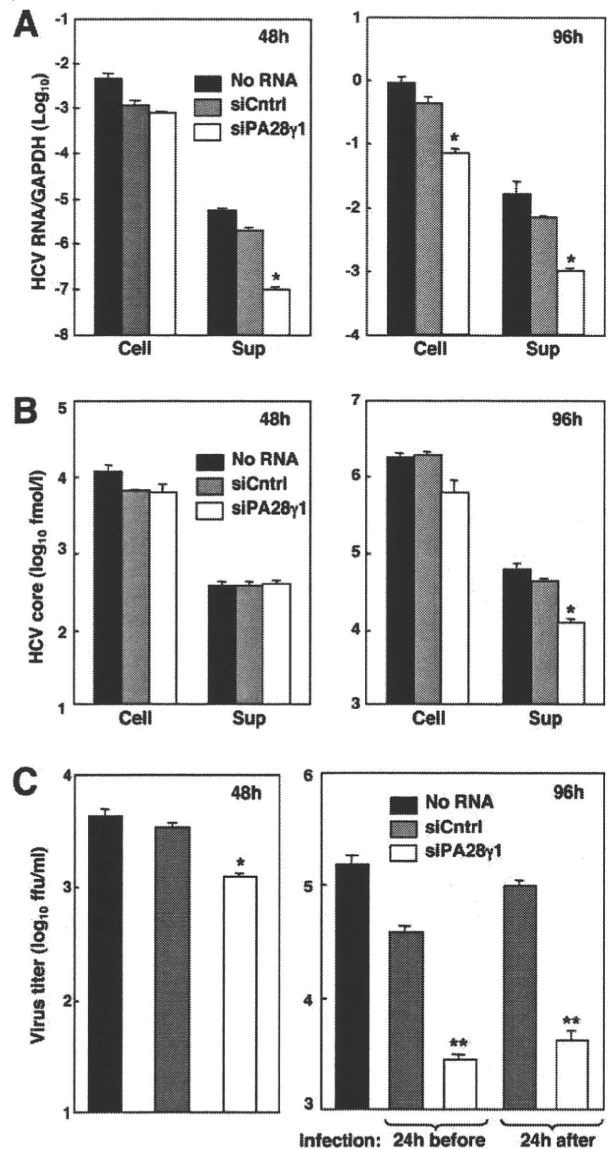 A
48h
96h
HCV RNA/GAPDH (Log10)
-1
-2
-3
-4
-5
-6
-7
-8
No RNA
siCntrl
siPA28γ1
*
Cell
Sup
0
-1
-2
-3
-4
*
*
Cell
Sup
B
48h
96h
HCV core (log10 fmol/l)
5
4
3
2
1
No RNA
siCntrl
siPA28γ1
Cell
Sup
7
6
5
4
3
*
Cell
Sup
C
48h
96h
Virus titer (log10 ffu/ml)
4
3
2
1
*
6
5
4
3
No RNA
siCntrl
siPA28γ1
**
**
Infection: 24h before 24h after